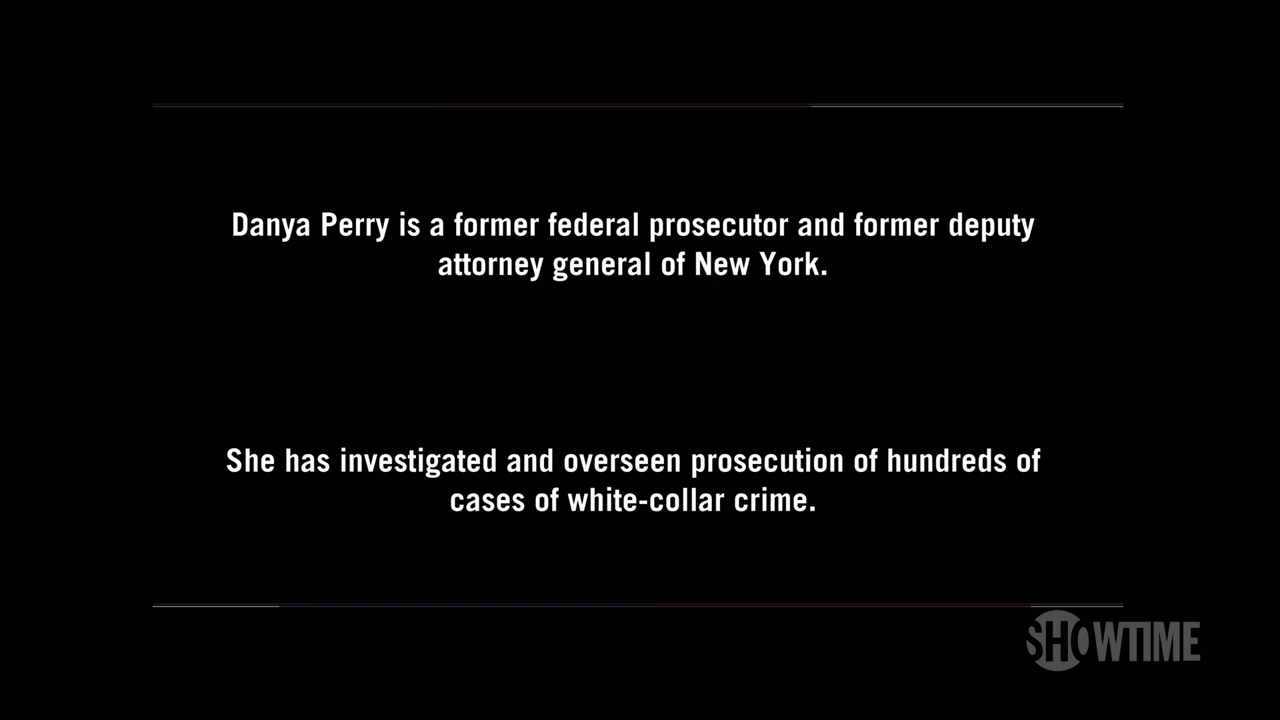 Danya Perry is a former federal prosecutor and former deputy
attorney general of New York.
She has investigated and overseen prosecution of hundreds of
cases of white-collar crime.
SHOWTIME